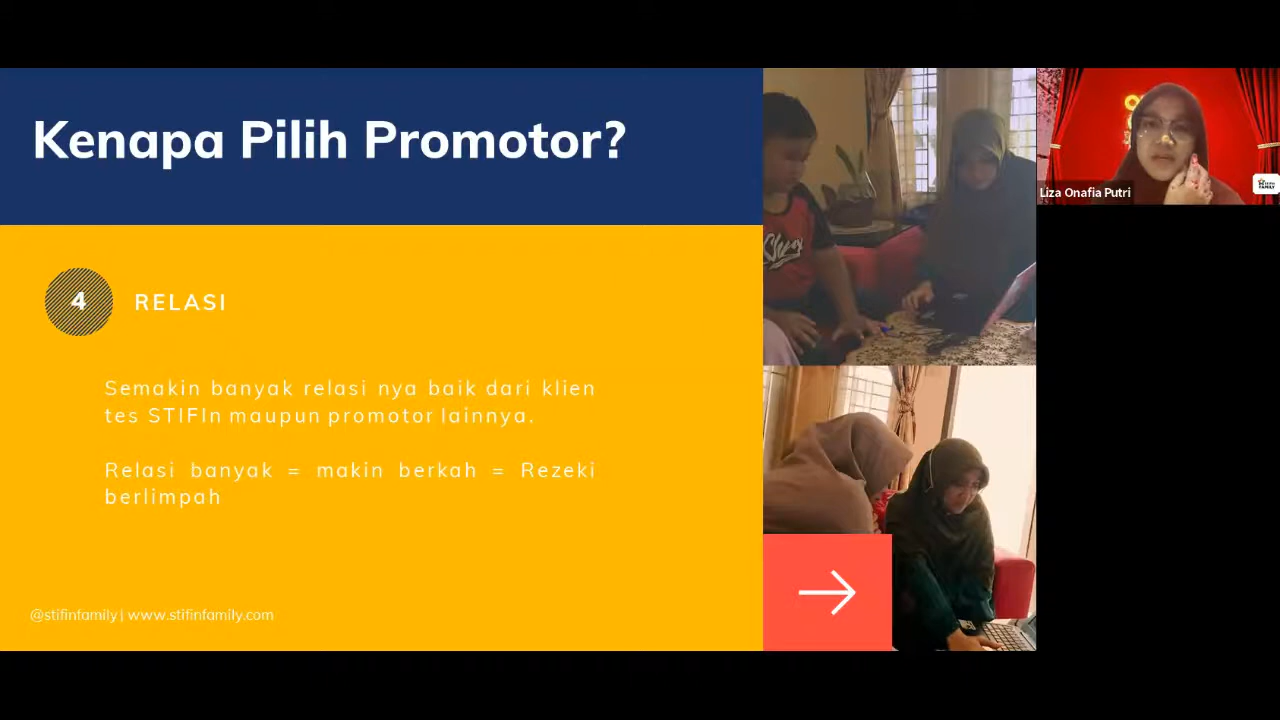 Kenapa Pilih Promotor?
4
RELASI
Semakin banyak relasi nya baik dari klien
tes STIFIn maupun promotor lainnya.
Relasi banyak = makin berkah = Rezeki
berlimpah
@stifinfamily | www.stifinfamily.com
Liza Onafia Putri
FAMILY